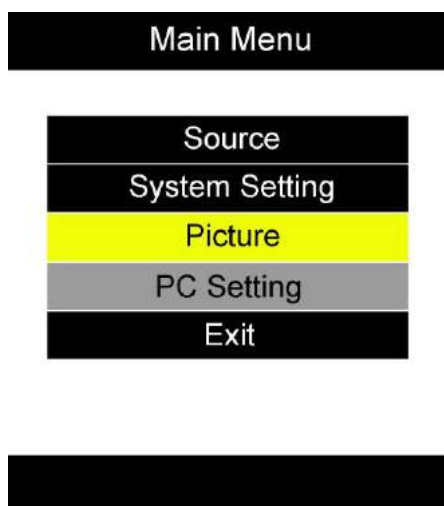 Main Menu
Source
System Setting
Picture
PC Setting
Exit